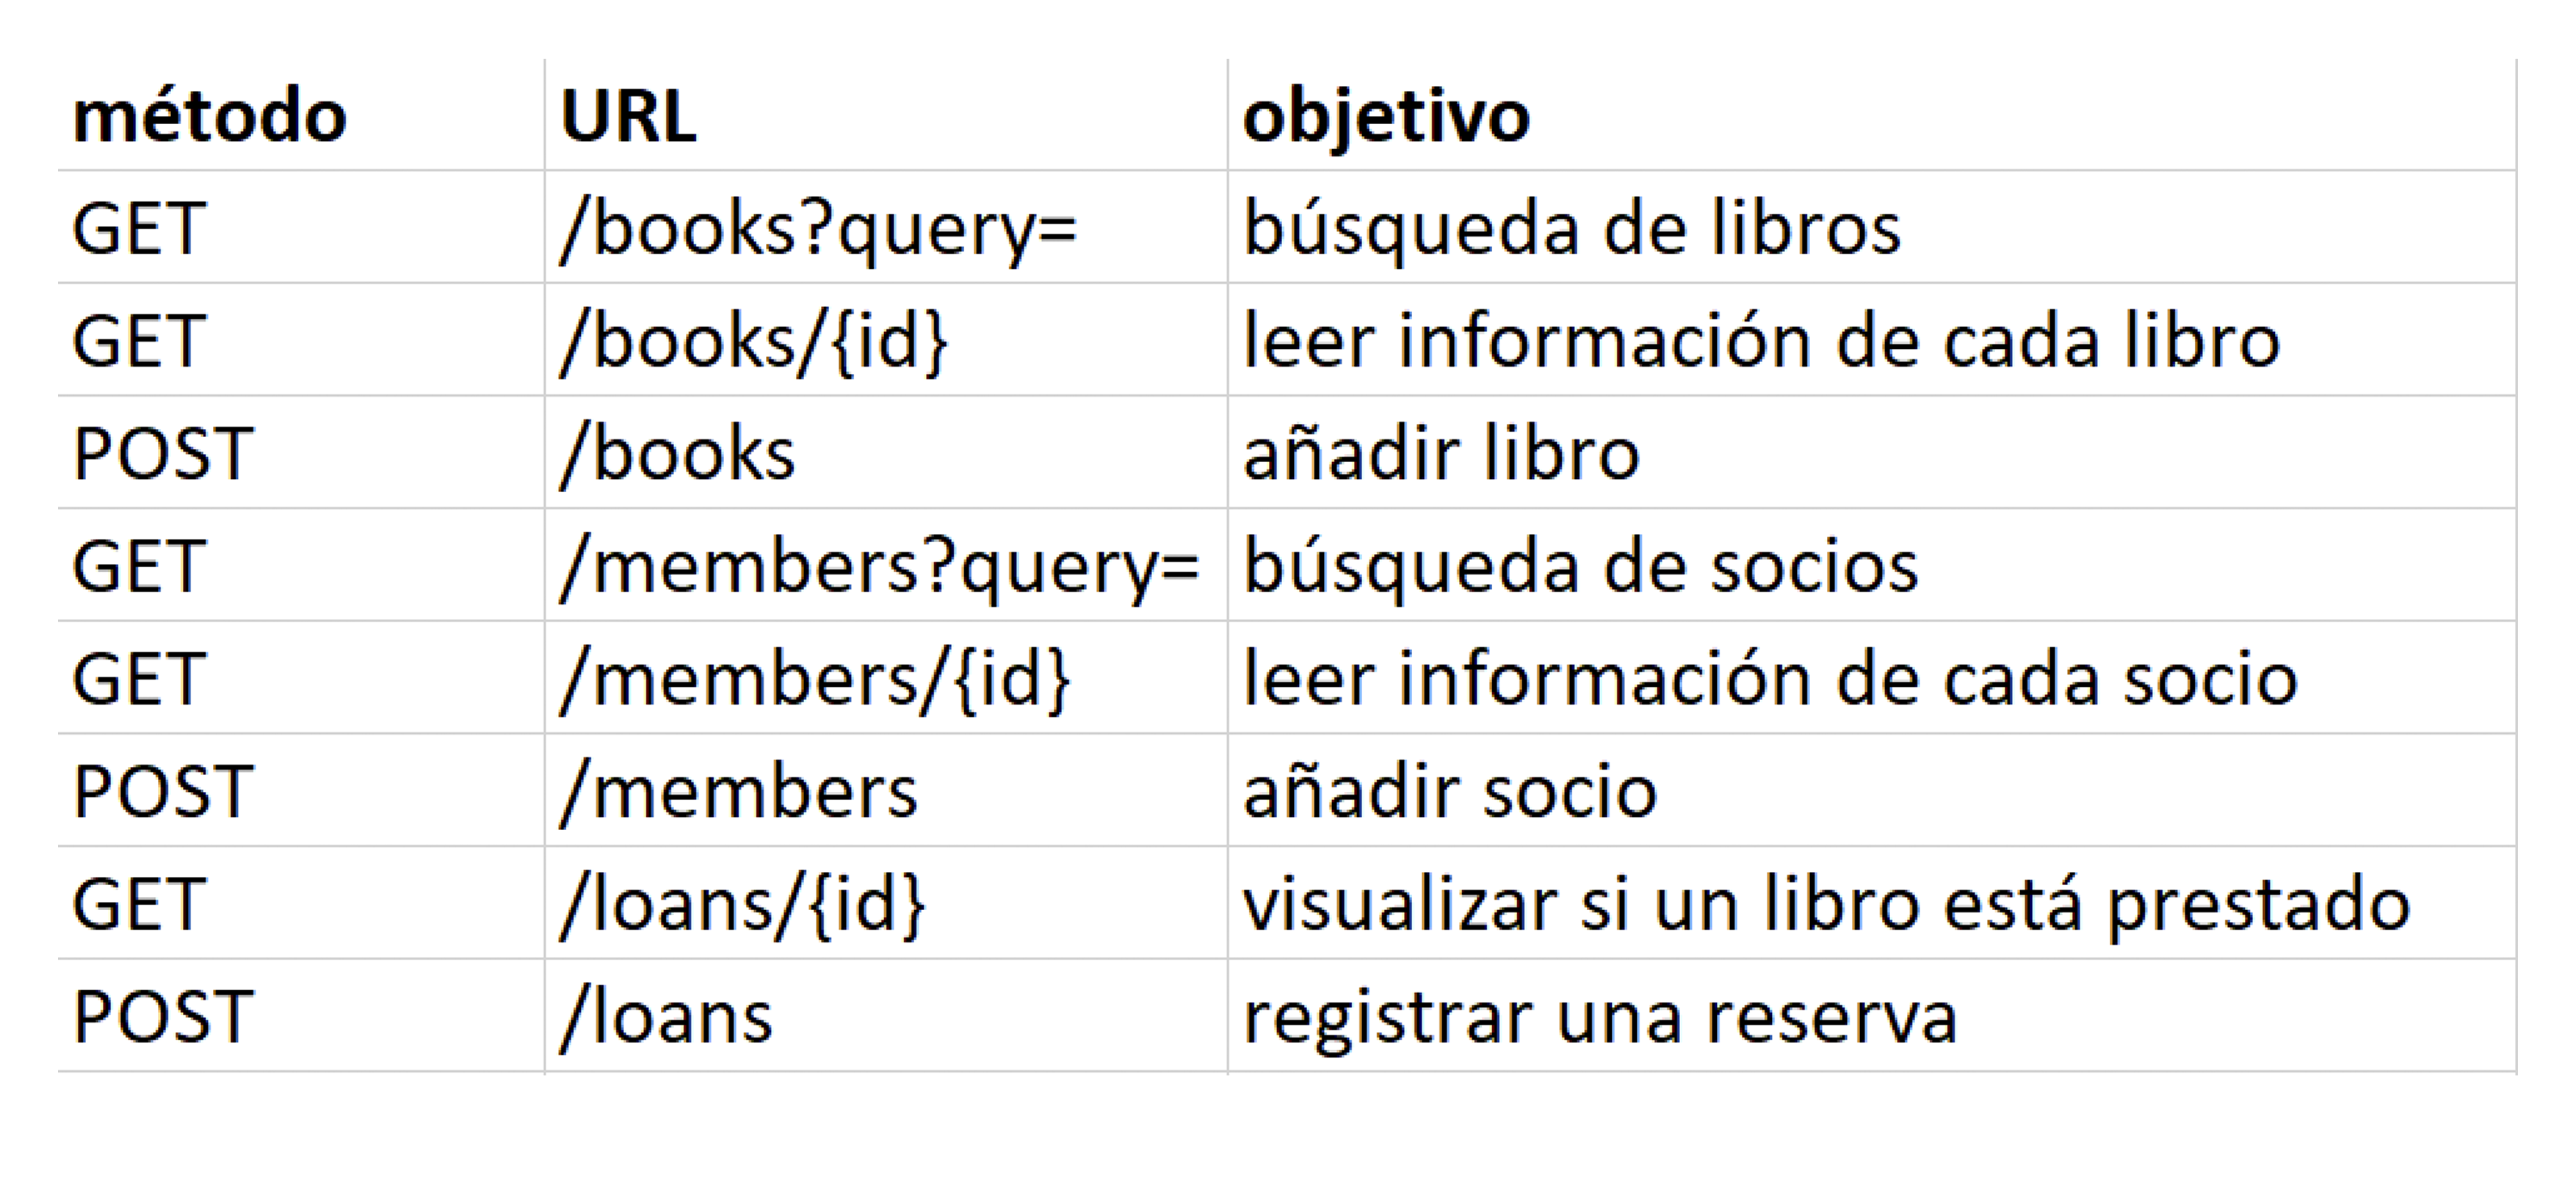 método URL objetivo
GET /books?query= búsqueda de libros
GET /books/{id} leer información de cada libro
POST /books añadir libro
GET /members?query= búsqueda de socios
GET /members/{id} leer información de cada socio
POST /members añadir socio
GET /loans/{id} visualizar si un libro está prestado
POST /loans registrar una reserva